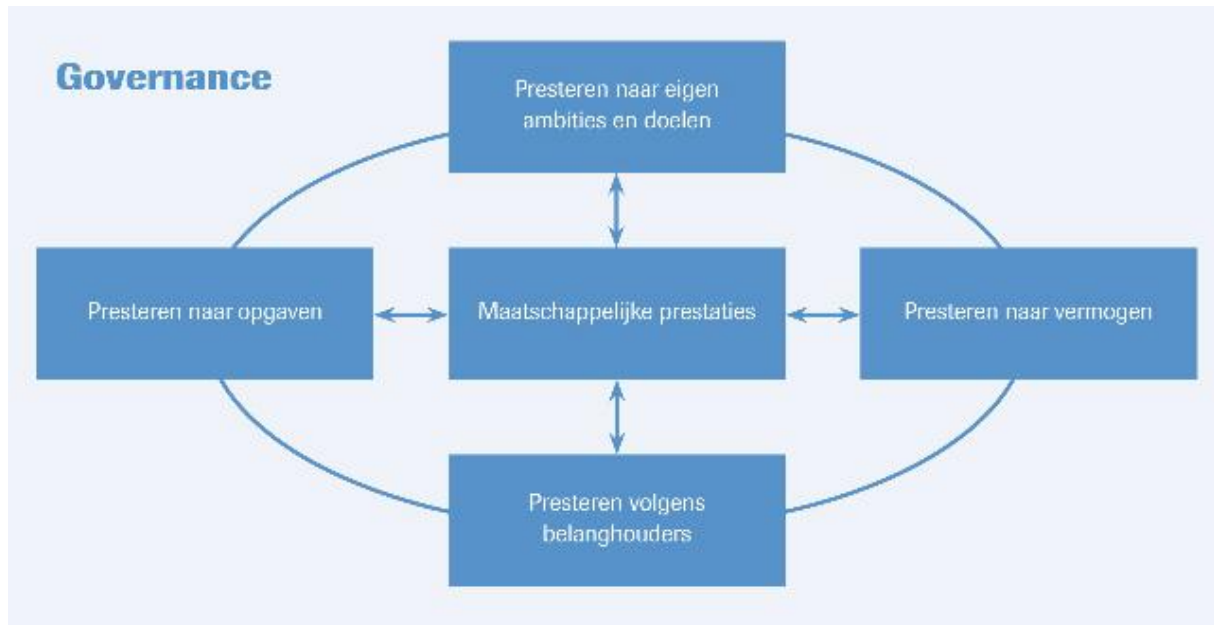 Governance
Presteren naar eigen
ambities en doelen
Presteren naar opgaven
Maatschappelijke prestaties
Presteren naar vermogen
Presteren volgens
belanghouders